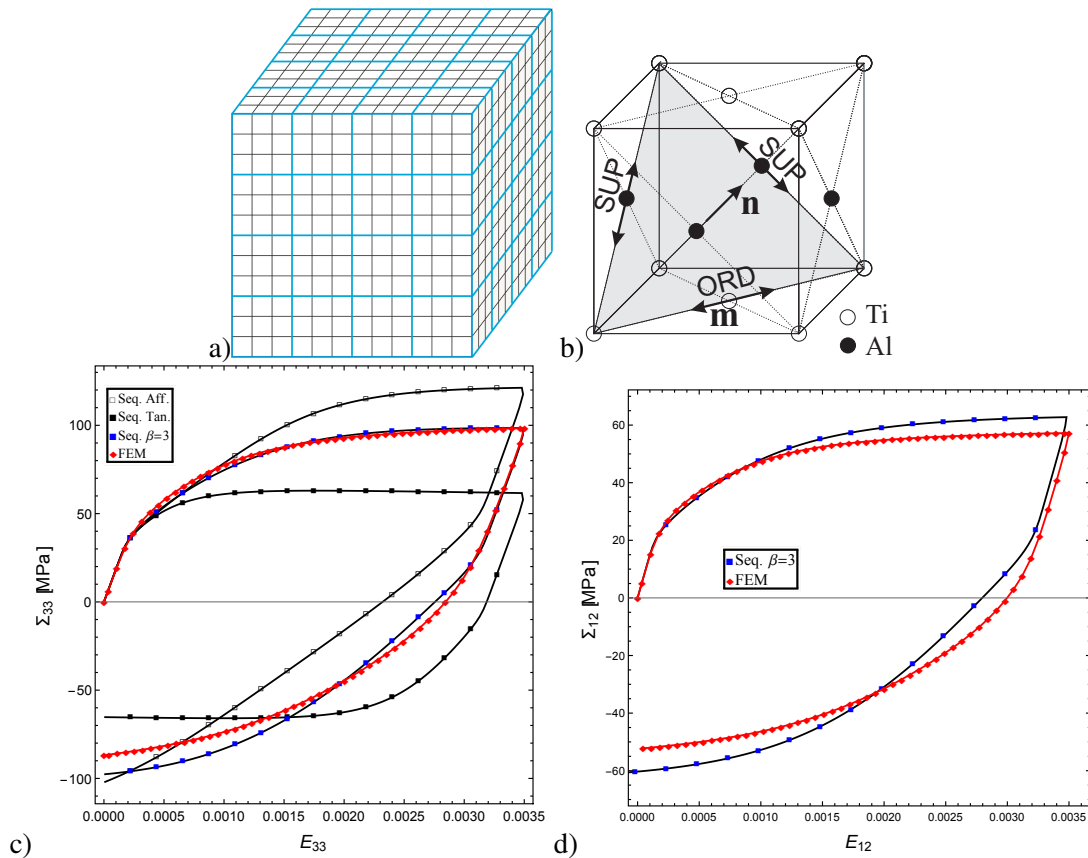 a)
SUP
SUP
n
ORD
m
b)
Ti
Al
Seq. Aff.
Seq. Tan.
Seq. β=3
FEM
100
50
0
−50
−100
Σ33 [MPa]
0.0000 0.0005 0.0010 0.0015 0.0020 0.0025 0.0030 0.0035
E33
c)
Seq. β=3
FEM
60
40
20
0
−20
−40
−60
Σ12 [MPa]
0.0000 0.0005 0.0010 0.0015 0.0020 0.0025 0.0030 0.0035
E12
d)